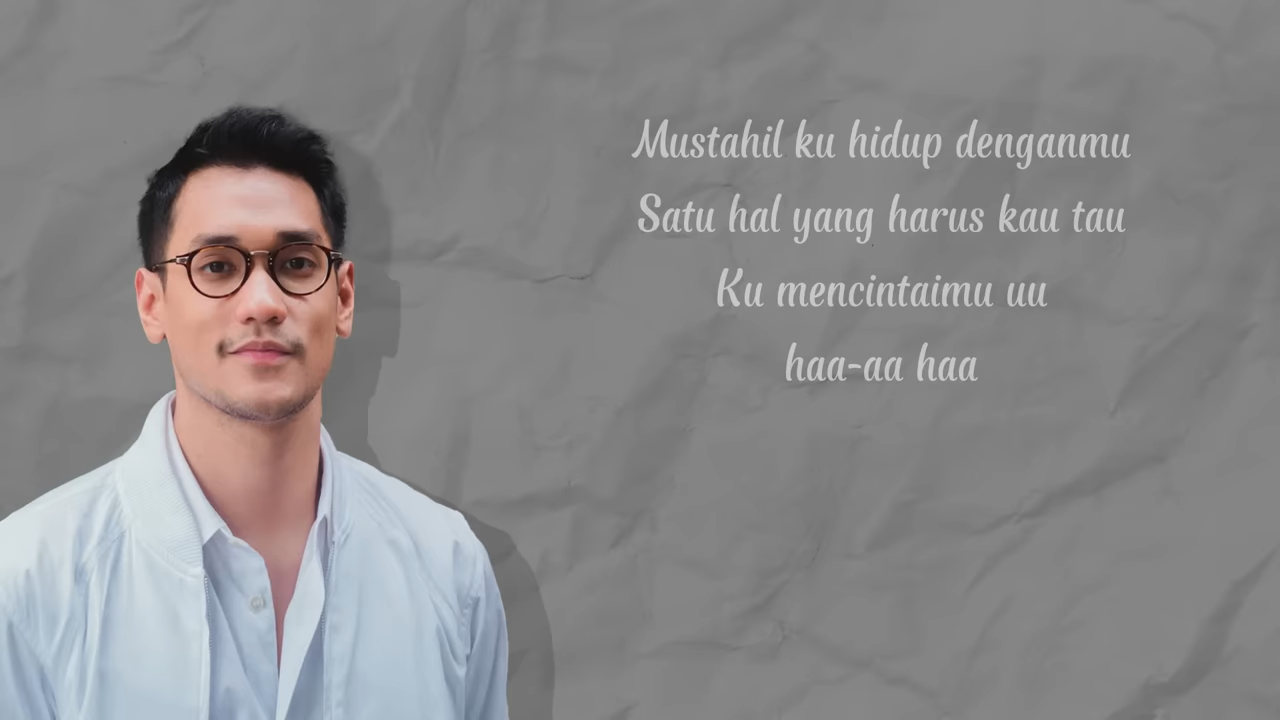 Mustahil ku hidup denganmu
Satu hal yang harus kau tau
Ku mencintaimu uu
haa-aa haa